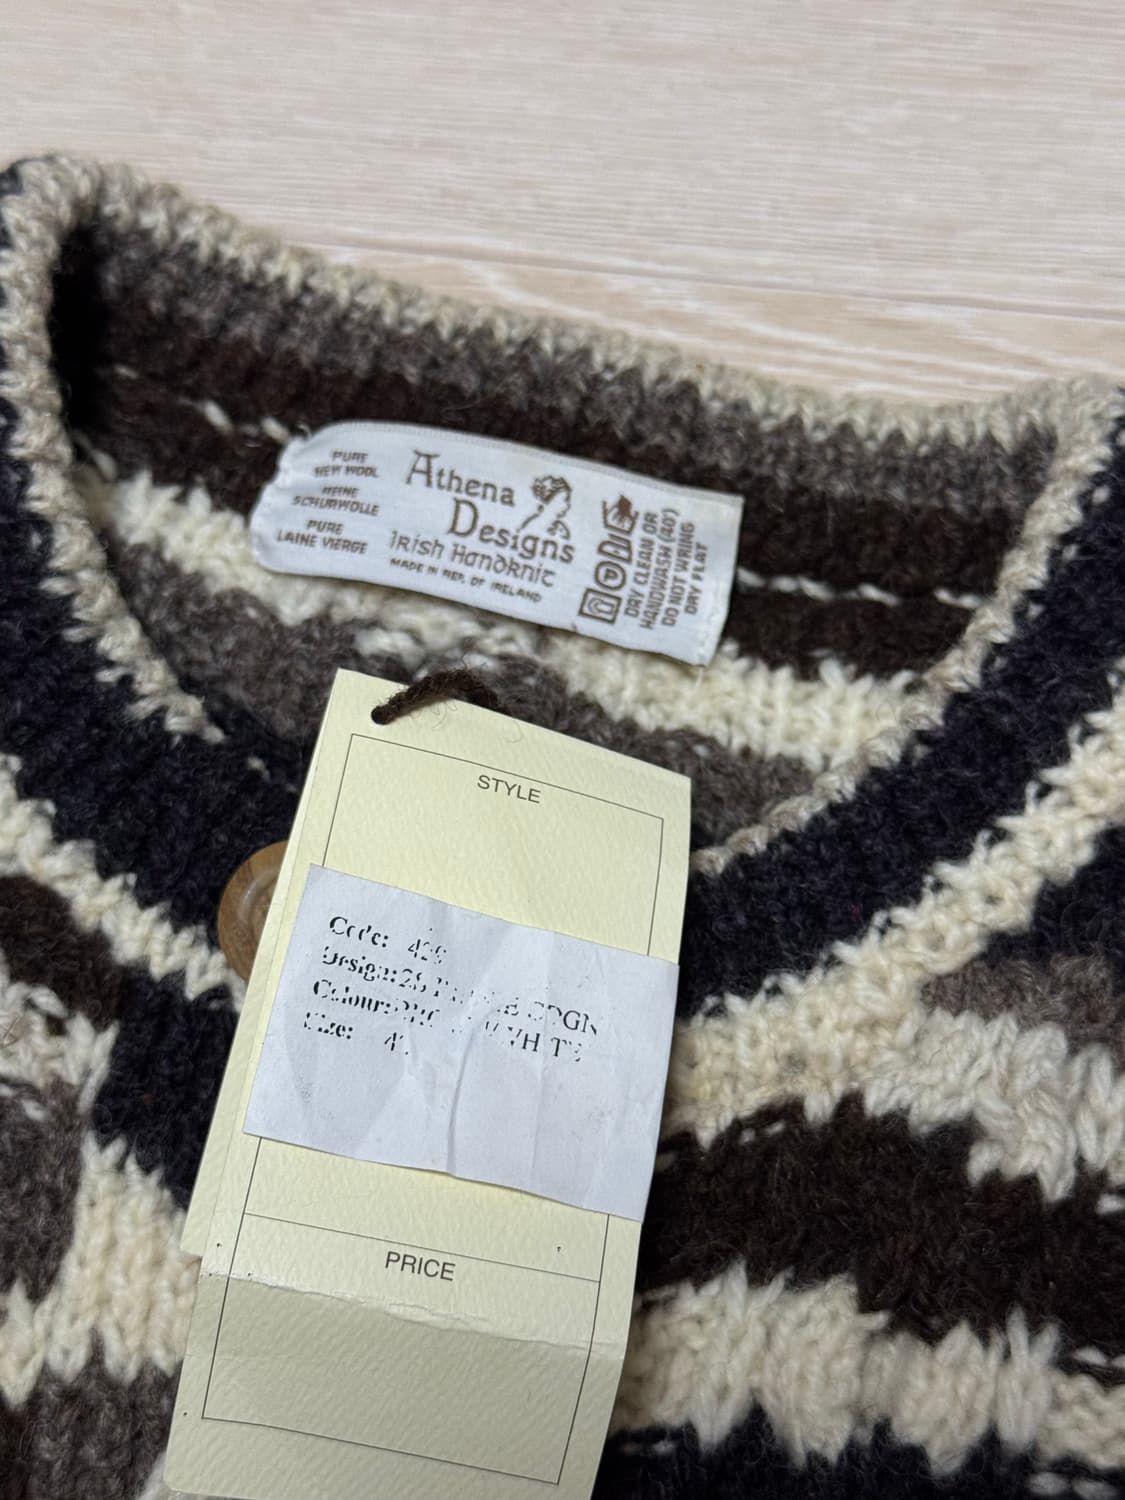 PURE
NEW WOOL
REINE
SCHURWOLLE
PURE
LAINE VIERGE
Athena
Designs
Irish Handknit
MADE IN REP. OF IRELAND
P
DRY CLEAN OR
HANDWASH (40°)
DO NOT WRING
DRY FLAT
STYLE
Code:
Design: 28
Colour:
Size:
PRICE